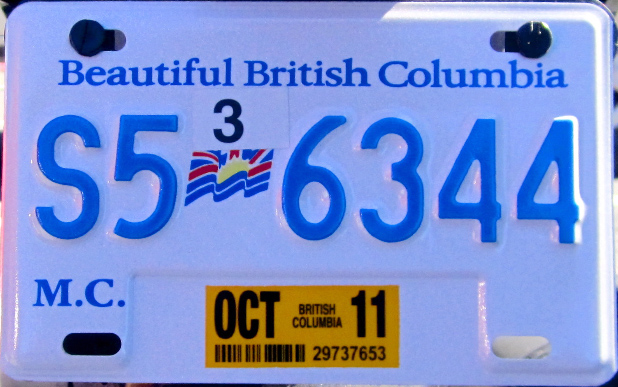 Beautiful British Columbia
3
S5 6344
M.C.
OCT BRITISH COLUMBIA 11
29737653